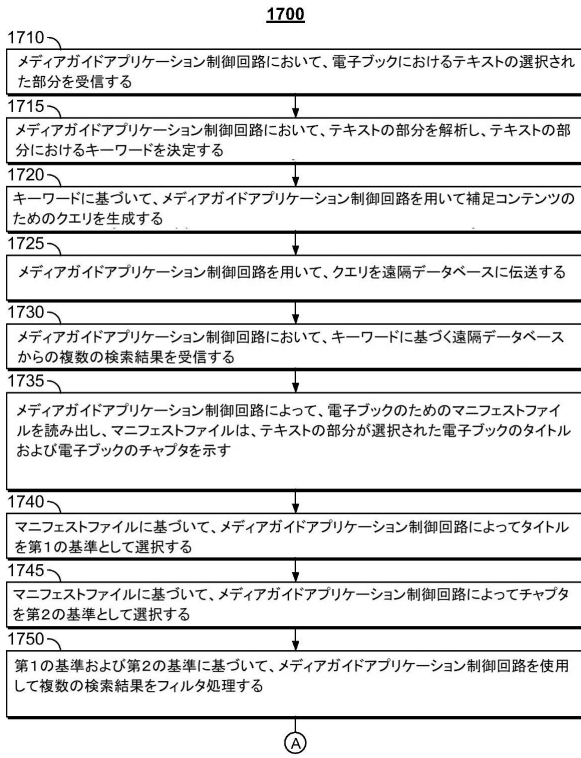 1700
1710
メディアガイドアプリケーション制御回路において、電子ブックにおけるテキストの選択され
た部分を受信する
1715
メディアガイドアプリケーション制御回路において、テキストの部分を解析し、テキストの部
分におけるキーワードを決定する
1720
キーワードに基づいて、メディアガイドアプリケーション制御回路を用いて補足コンテンツの
ためのクエリを生成する
1725
メディアガイドアプリケーション制御回路を用いて、クエリを遠隔データベースに伝送する
1730
メディアガイドアプリケーション制御回路において、キーワードに基づく遠隔データベース
からの複数の検索結果を受信する
1735
メディアガイドアプリケーション制御回路によって、電子ブックのためのマニフェストファイ
ルを読み出し、マニフェストファイルは、テキストの部分が選択された電子ブックのタイトル
および電子ブックのチャプタを示す
1740
マニフェストファイルに基づいて、メディアガイドアプリケーション制御回路によってタイトル
を第1の基準として選択する
1745
マニフェストファイルに基づいて、メディアガイドアプリケーション制御回路によってチャプタ
を第2の基準として選択する
1750
第1の基準および第2の基準に基づいて、メディアガイドアプリケーション制御回路を使用
して複数の検索結果をフィルタ処理する
A